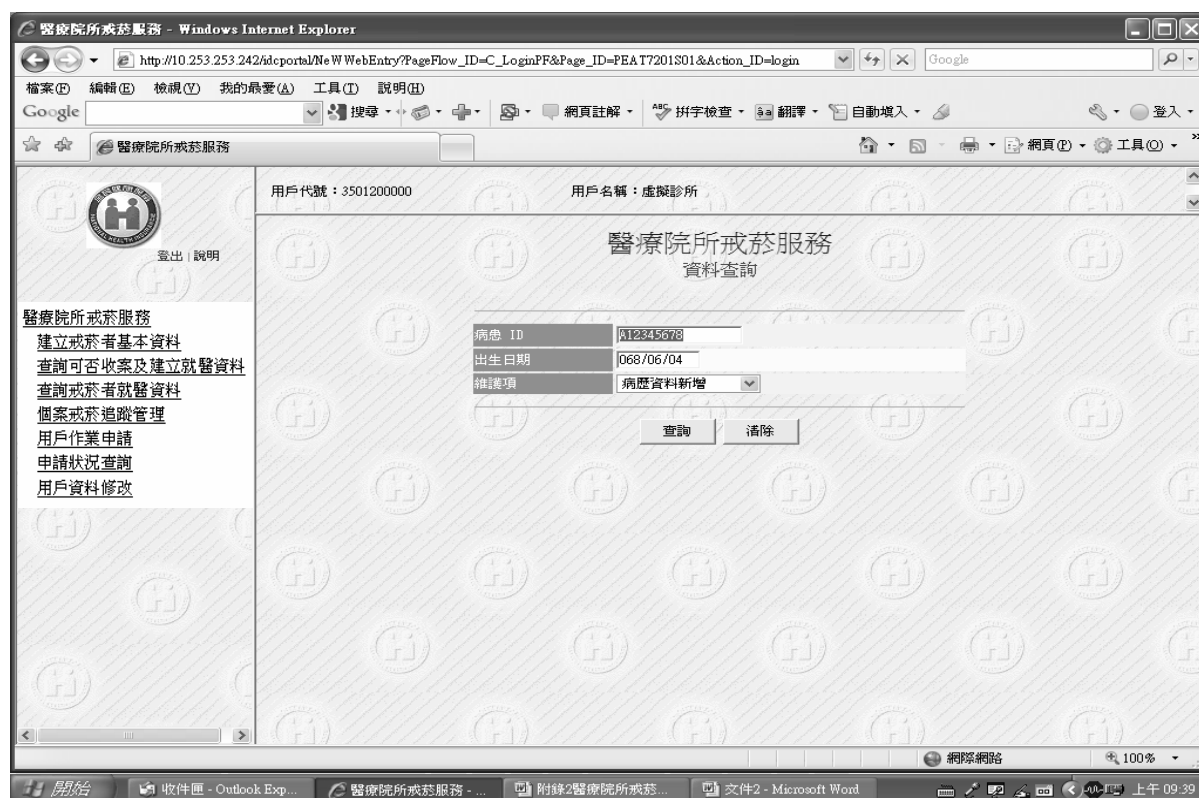 醫療院所戒菸服務 - Windows Internet Explorer
http://10.253.253.242/idcportal/NeWWebEntry?PageFlow_ID=C_LoginPF&Page_ID=PEAT7201S01&Action_ID=login
Google
檔案(F) 編輯(E) 檢視(V) 我的最愛(A) 工具(T) 說明(H)
Google 搜尋 網頁註解 ABC 拼字檢查 翻譯 自動填入 登入
醫療院所戒菸服務 網頁(P) 工具(O)
用戶代號：3501200000 用戶名稱：虛擬診所
登出 | 說明
醫療院所戒菸服務
資料查詢
醫療院所戒菸服務
建立戒菸者基本資料
查詢可否收案及建立就醫資料
查詢戒菸者就醫資料
個案戒菸追蹤管理
用戶作業申請
申請狀況查詢
用戶資料修改
病患 ID A12345678
出生日期 068/06/04
維護項 病歷資料新增
查詢 清除
網際網路 100%
開始 收件匣 - Outlook Exp... 醫療院所戒菸服務 - ... 附錄2醫療院所戒菸... 文件2 - Microsoft Word 上午 09:39